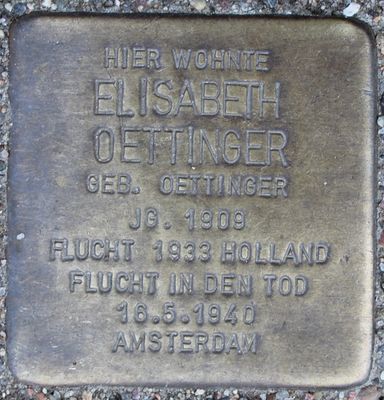 HIER WOHNTE
ELISABETH
OETTINGER
GEB. OETTINGER
JG. 1909
FLUCHT 1933 HOLLAND
FLUCHT IN DEN TOD
16.5.1940
AMSTERDAM